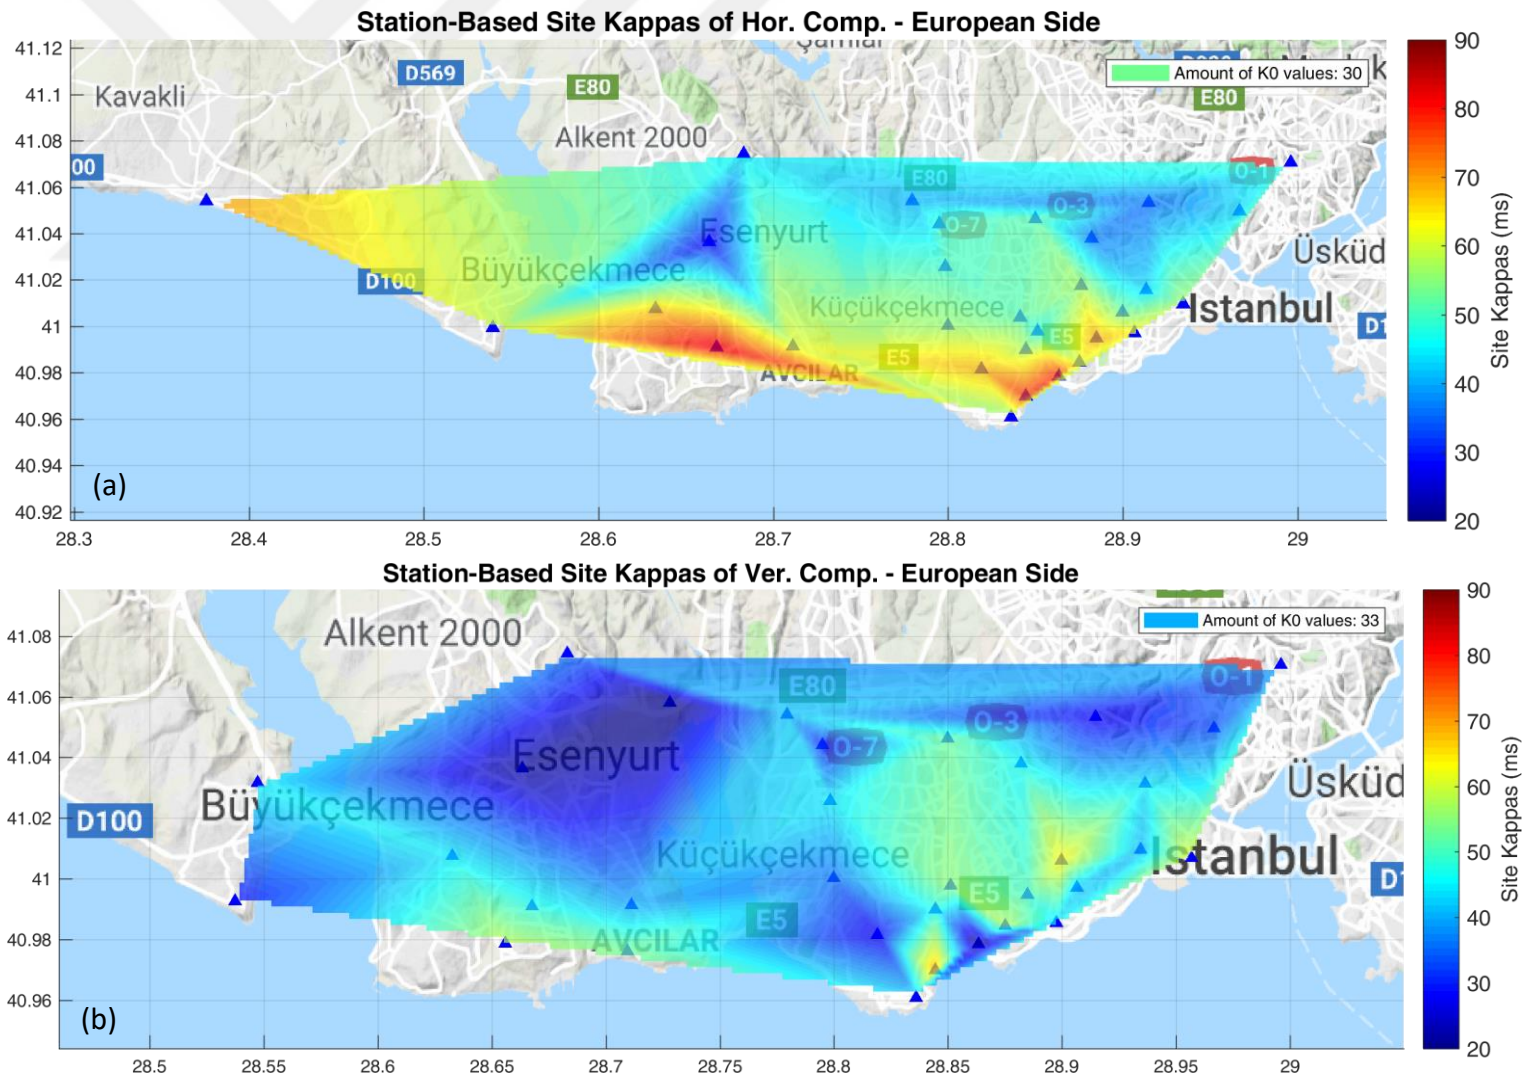 Station-Based Site Kappas of Hor. Comp. - European Side
41.12
41.1
41.08
41.06
41.04
41.02
41
40.98
40.96
40.94
40.92
28.3
28.4
28.5
28.6
28.7
28.8
28.9
29
Amount of K0 values: 30
Kavakli
D569
E80
Alkent 2000
Şamlar
E80
00
E80
O-1
O-3
O-7
Esenyurt
Büyükçekmece
D100
Küçükçekmece
E5
E5
AVCILAR
Istanbul
Üsküd
D1
(a)
90
80
70
60
50
40
30
20
Site Kappas (ms)
Station-Based Site Kappas of Ver. Comp. - European Side
41.08
41.06
41.04
41.02
41
40.98
40.96
28.5
28.55
28.6
28.65
28.7
28.75
28.8
28.85
28.9
28.95
29
Amount of K0 values: 33
Alkent 2000
E80
O-1
O-3
O-7
Esenyurt
Büyükçekmece
D100
Küçükçekmece
E5
E5
AVCILAR
Istanbul
Üsküd
D1
(b)
90
80
70
60
50
40
30
20
Site Kappas (ms)